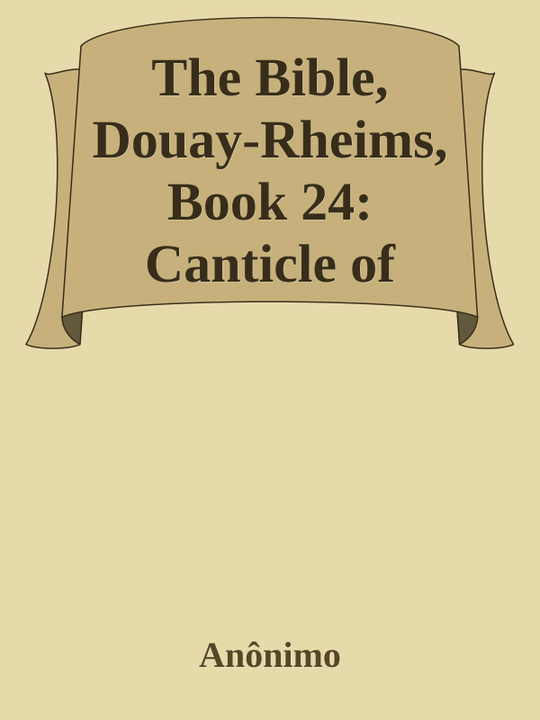 The Bible,
Douay-Rheims,
Book 24:
Canticle of
Anônimo